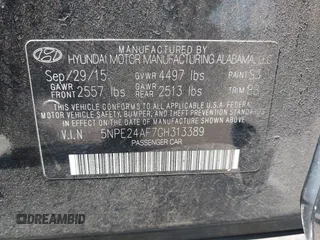 HYUNDAI MOTOR MANUFACTURING ALABAMA, LLC
Sep/29/15 GVWR 4497 lbs PAINT S3
GAWR FRONT 2557 lbs GAWR REAR 2513 lbs TRIM
THIS VEHICLE CONFORMS TO ALL APPLICABLE U.S. FEDERAL
MOTOR VEHICLE SAFETY, BUMPER, AND THEFT PREVENTION STANDARDS
IN EFFECT ON THE DATE OF MANUFACTURE SHOWN ABOVE.
V.I.N 5NPE24AF7GH313389
PASSENGER CAR
DREAMBID